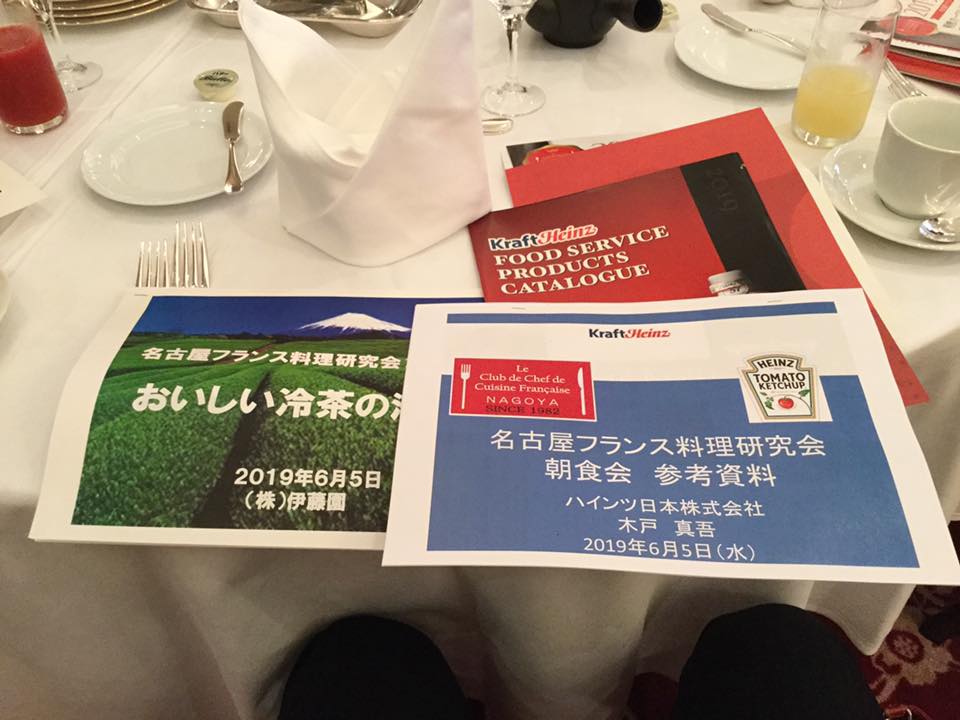 KraftHeinz
FOOD SERVICE
PRODUCTS
CATALOGUE
2019
名古屋フランス料理研究会
おいしい冷茶の
2019年6月5日
(株)伊藤園
KraftHeinz
Le
Club de Chef de
Cuisine Française
NAGOYA
SINCE 1982
HEINZ
TOMATO
KETCHUP
名古屋フランス料理研究会
朝食会 参考資料
ハインツ日本株式会社
木戸 真吾
2019年6月5日(水)